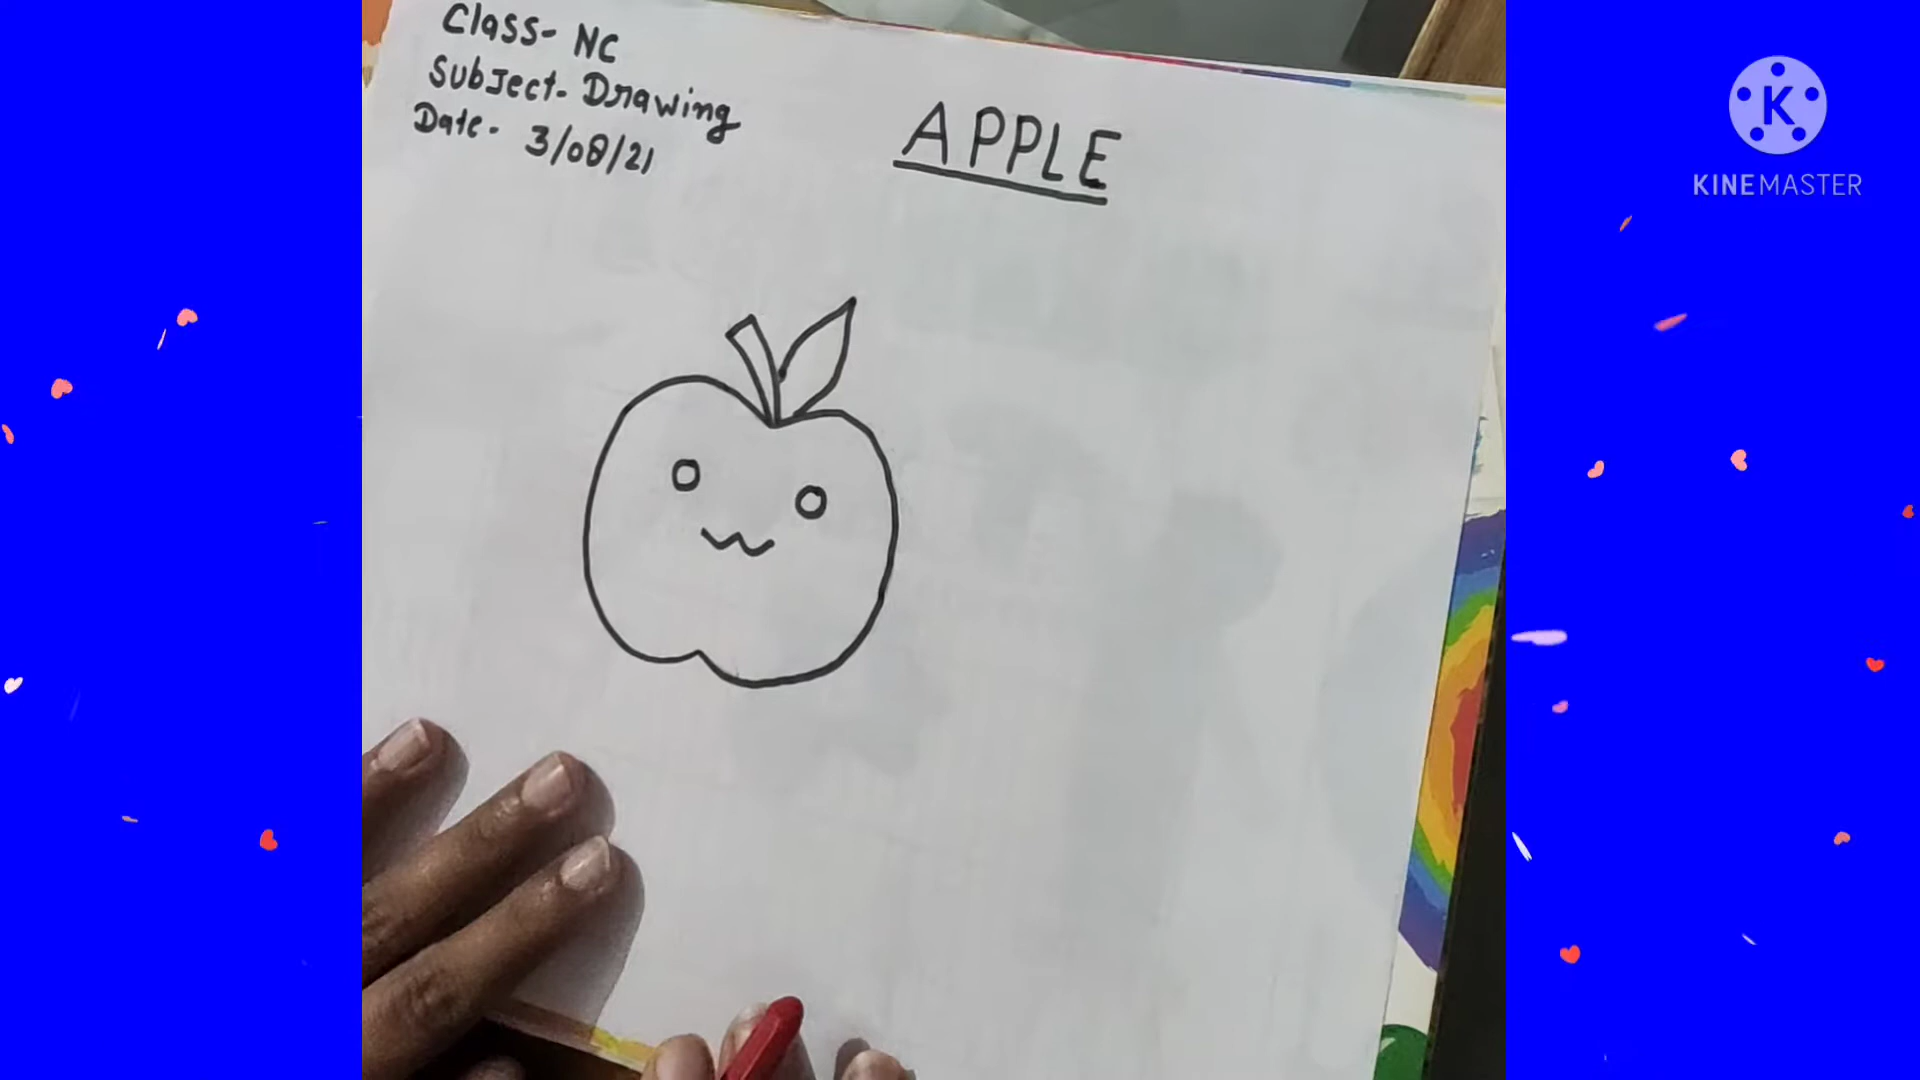 Class- NC
Subject- Drawing
Date- 3/08/21
APPLE
KINEMASTER